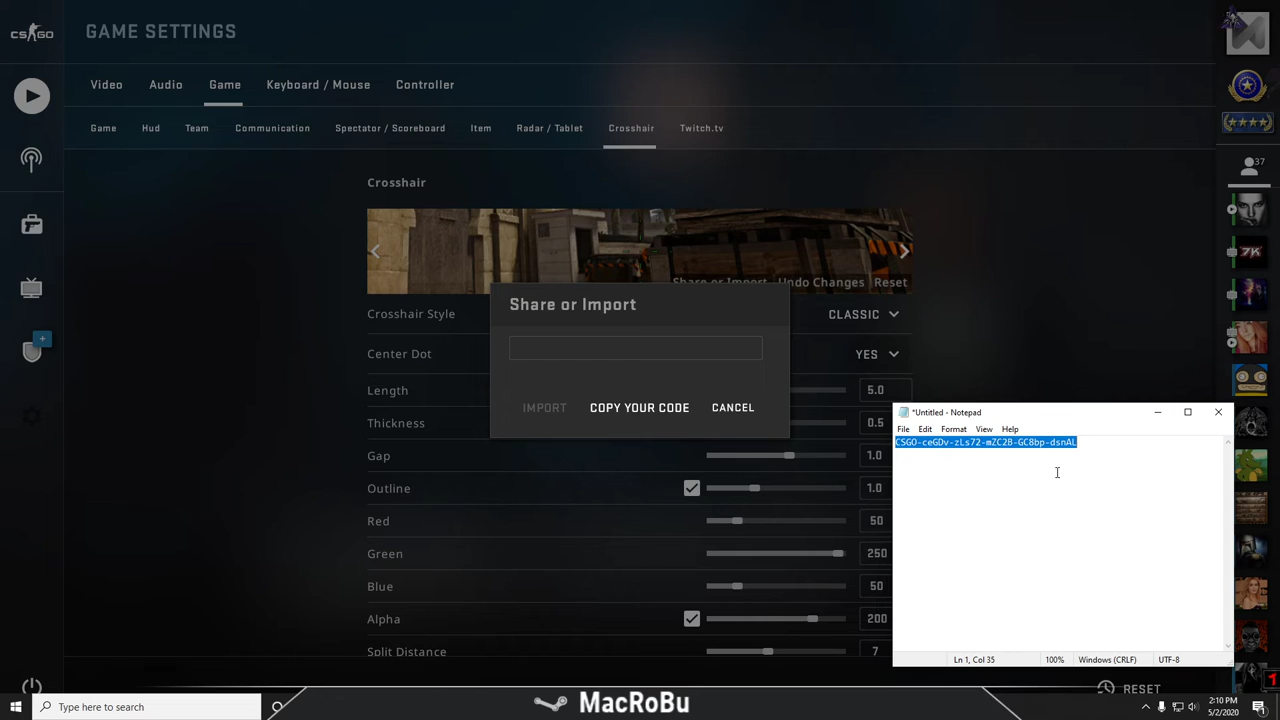 CS:GO
GAME SETTINGS
Video Audio Game Keyboard / Mouse Controller
Game Hud Team Communication Spectator / Scoreboard Item Radar / Tablet Crosshair Twitch.tv
37
Crosshair
7K
Share or Import Undo Changes Reset
Share or Import
Crosshair Style CLASSIC
Center Dot YES
Length 5.0
IMPORT COPY YOUR CODE CANCEL
Thickness 0.5
Gap 1.0
Outline 1.0
Red 50
Green 250
Blue 50
Alpha 200
Split Distance 7
*Untitled - Notepad
File Edit Format View Help
CSGO-ceGDv-zLs72-mZC2B-GC8bp-dsnAL
Ln 1, Col 35 100% Windows (CRLF) UTF-8
RESET
1
MacRoBu
Type here to search
2:10 PM
5/2/2020
1